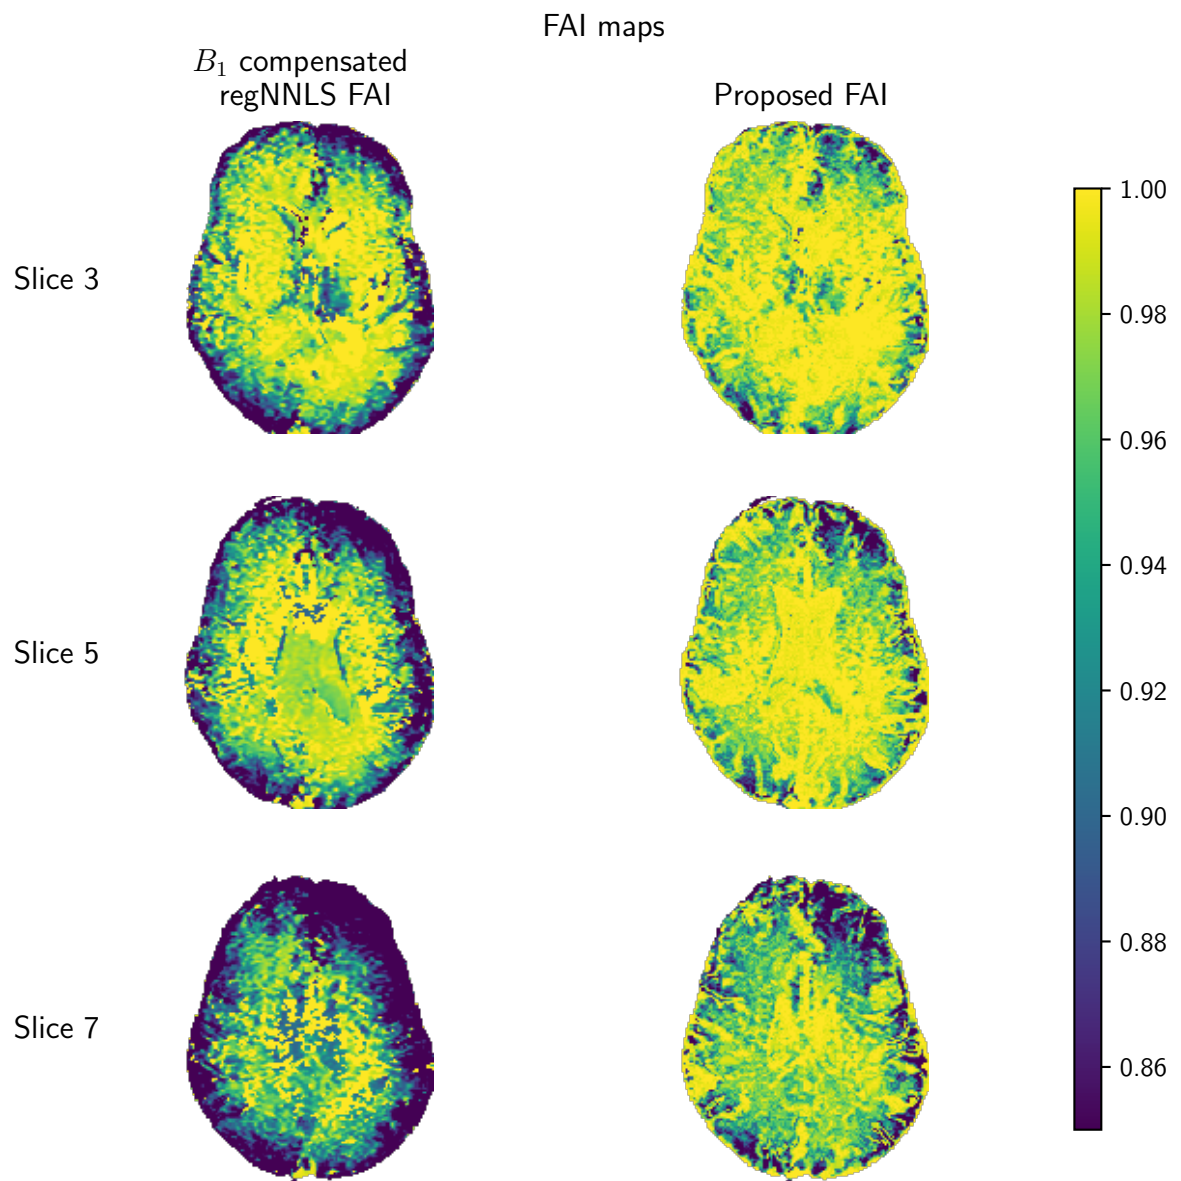 FAI maps
B₁ compensated
regNNLS FAI
Proposed FAI
Slice 3
Slice 5
Slice 7
1.00
0.98
0.96
0.94
0.92
0.90
0.88
0.86